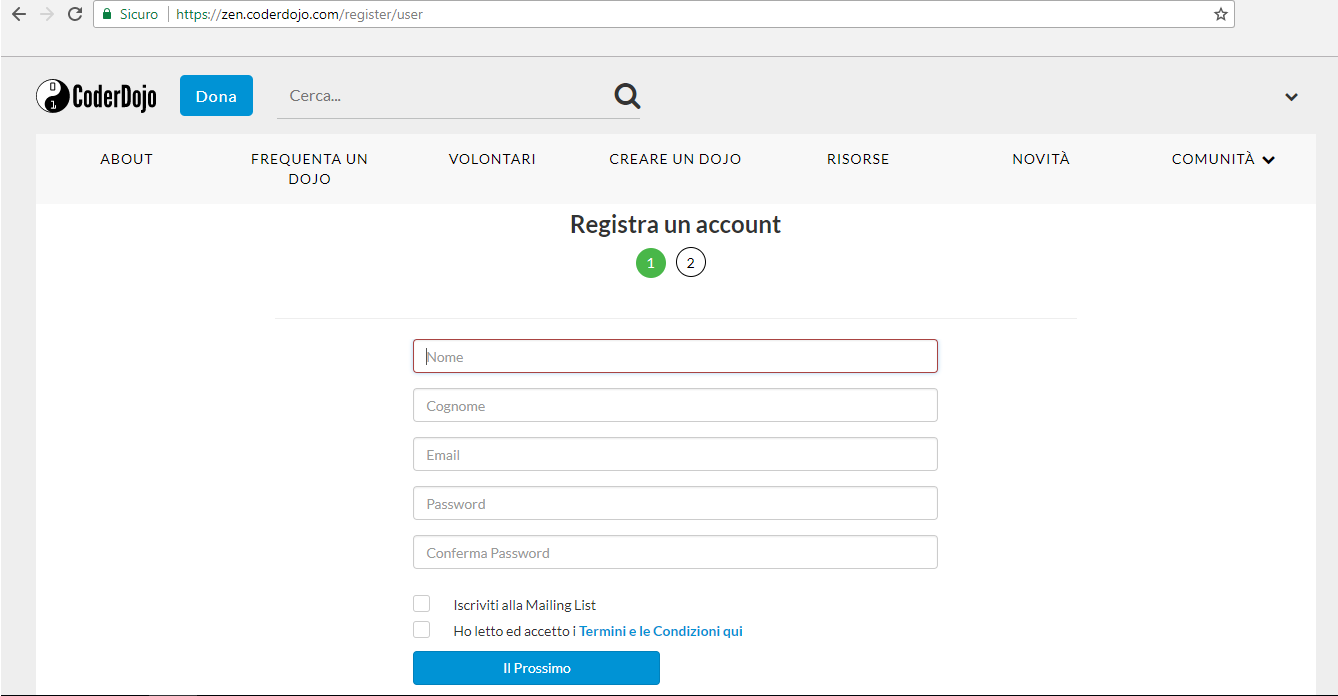 Sicuro https://zen.coderdojo.com/register/user
0 1 CoderDojo Dona Cerca...
ABOUT FREQUENTA UN DOJO VOLONTARI CREARE UN DOJO RISORSE NOVITÀ COMUNITÀ
Registra un account
1 2
Nome
Cognome
Email
Password
Conferma Password
Iscriviti alla Mailing List
Ho letto ed accetto i Termini e le Condizioni qui
Il Prossimo